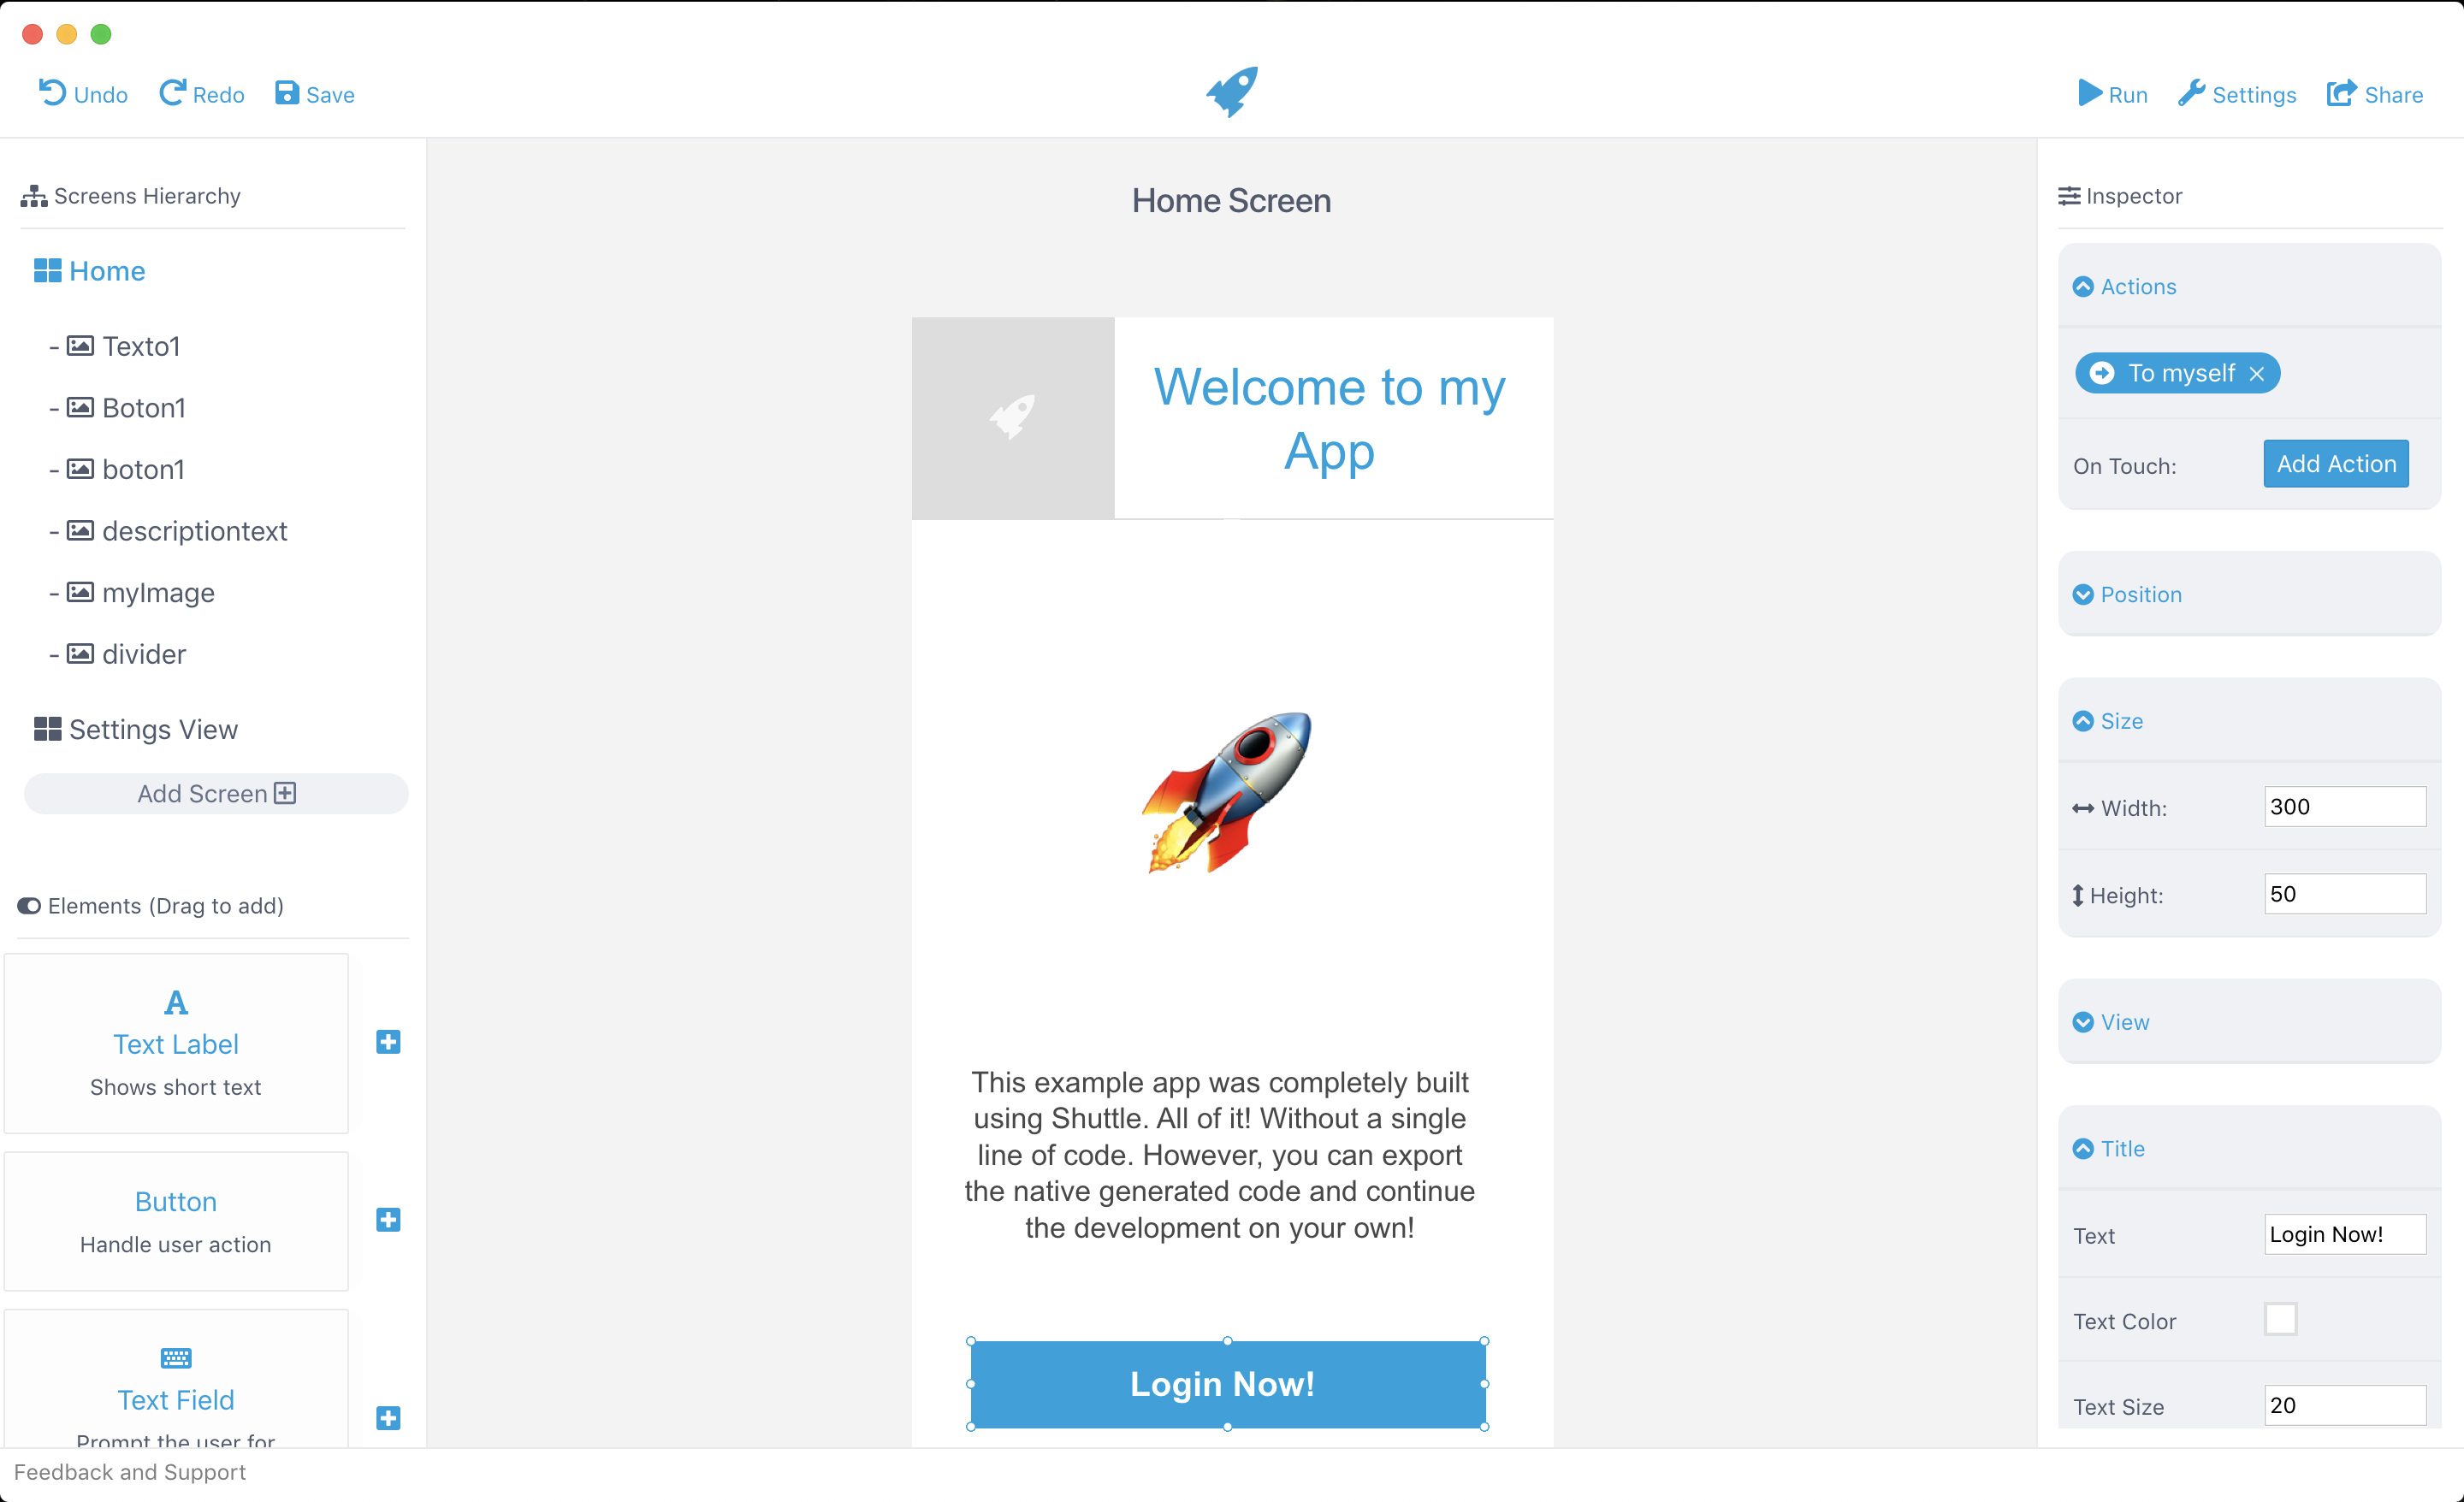 Undo Redo Save
Run Settings Share
Screens Hierarchy
Home
- Texto1
- Boton1
- boton1
- descriptiontext
- myImage
- divider
Settings View
Add Screen
Elements (Drag to add)
A
Text Label
Shows short text
Button
Handle user action
Text Field
Prompt the user for
Feedback and Support
Home Screen
Welcome to my
App
This example app was completely built
using Shuttle. All of it! Without a single
line of code. However, you can export
the native generated code and continue
the development on your own!
Login Now!
Inspector
Actions
To myself
On Touch: Add Action
Position
Size
Width: 300
Height: 50
View
Title
Text Login Now!
Text Color
Text Size 20